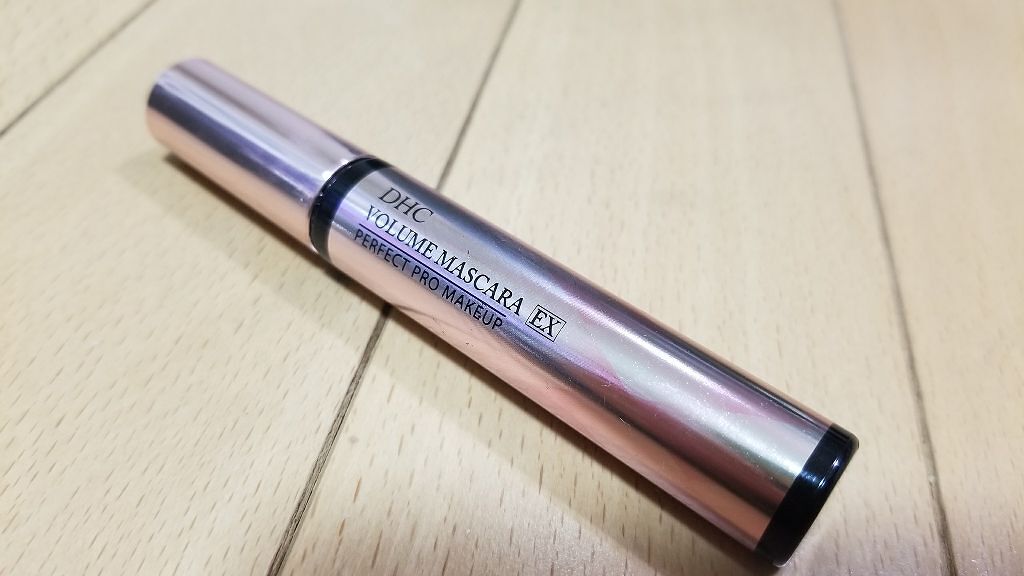 DHC
VOLUME MASCARA EX
PERFECT PRO MAKEUP